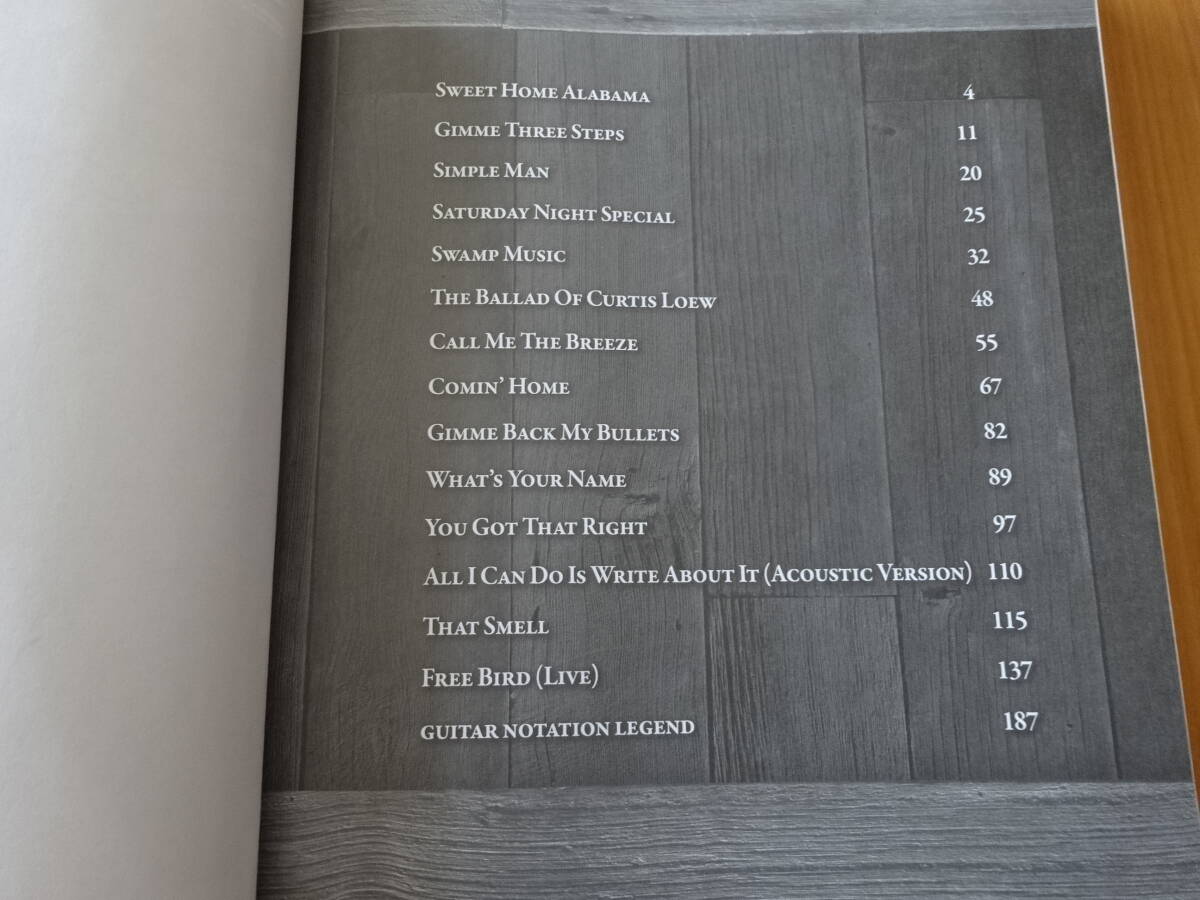 Sweet Home Alabama 4
Gimme Three Steps 11
Simple Man 20
Saturday Night Special 25
Swamp Music 32
The Ballad Of Curtis Loew 48
Call Me The Breeze 55
Comin' Home 67
Gimme Back My Bullets 82
What's Your Name 89
You Got That Right 97
All I Can Do Is Write About It (Acoustic Version) 110
That Smell 115
Free Bird (Live) 137
guitar notation legend 187